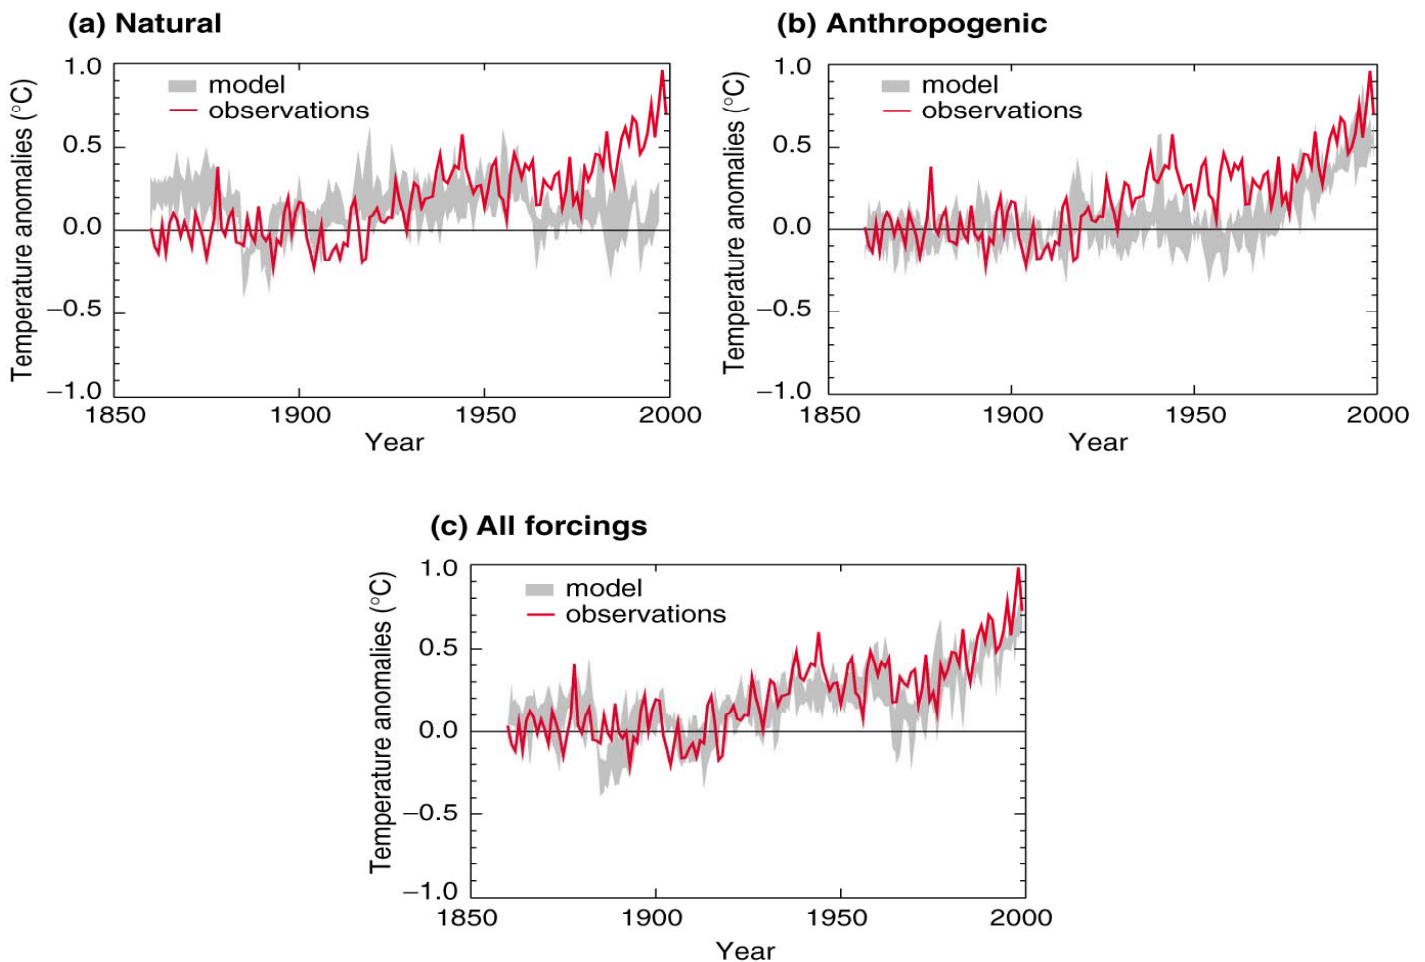 (a) Natural
1.0
0.5
0.0
−0.5
−1.0
Temperature anomalies (°C)
model
observations
1850 1900 1950 2000
Year
(b) Anthropogenic
1.0
0.5
0.0
−0.5
−1.0
Temperature anomalies (°C)
model
observations
1850 1900 1950 2000
Year
(c) All forcings
1.0
0.5
0.0
−0.5
−1.0
Temperature anomalies (°C)
model
observations
1850 1900 1950 2000
Year